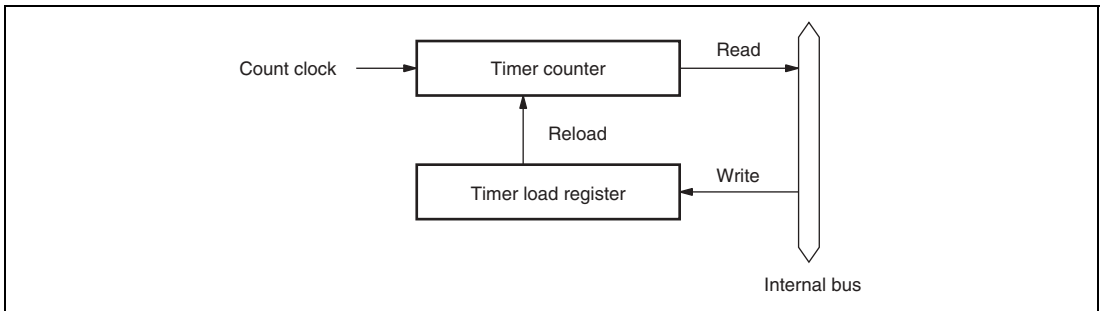 Read
Count clock
Timer counter
Reload
Write
Timer load register
Internal bus